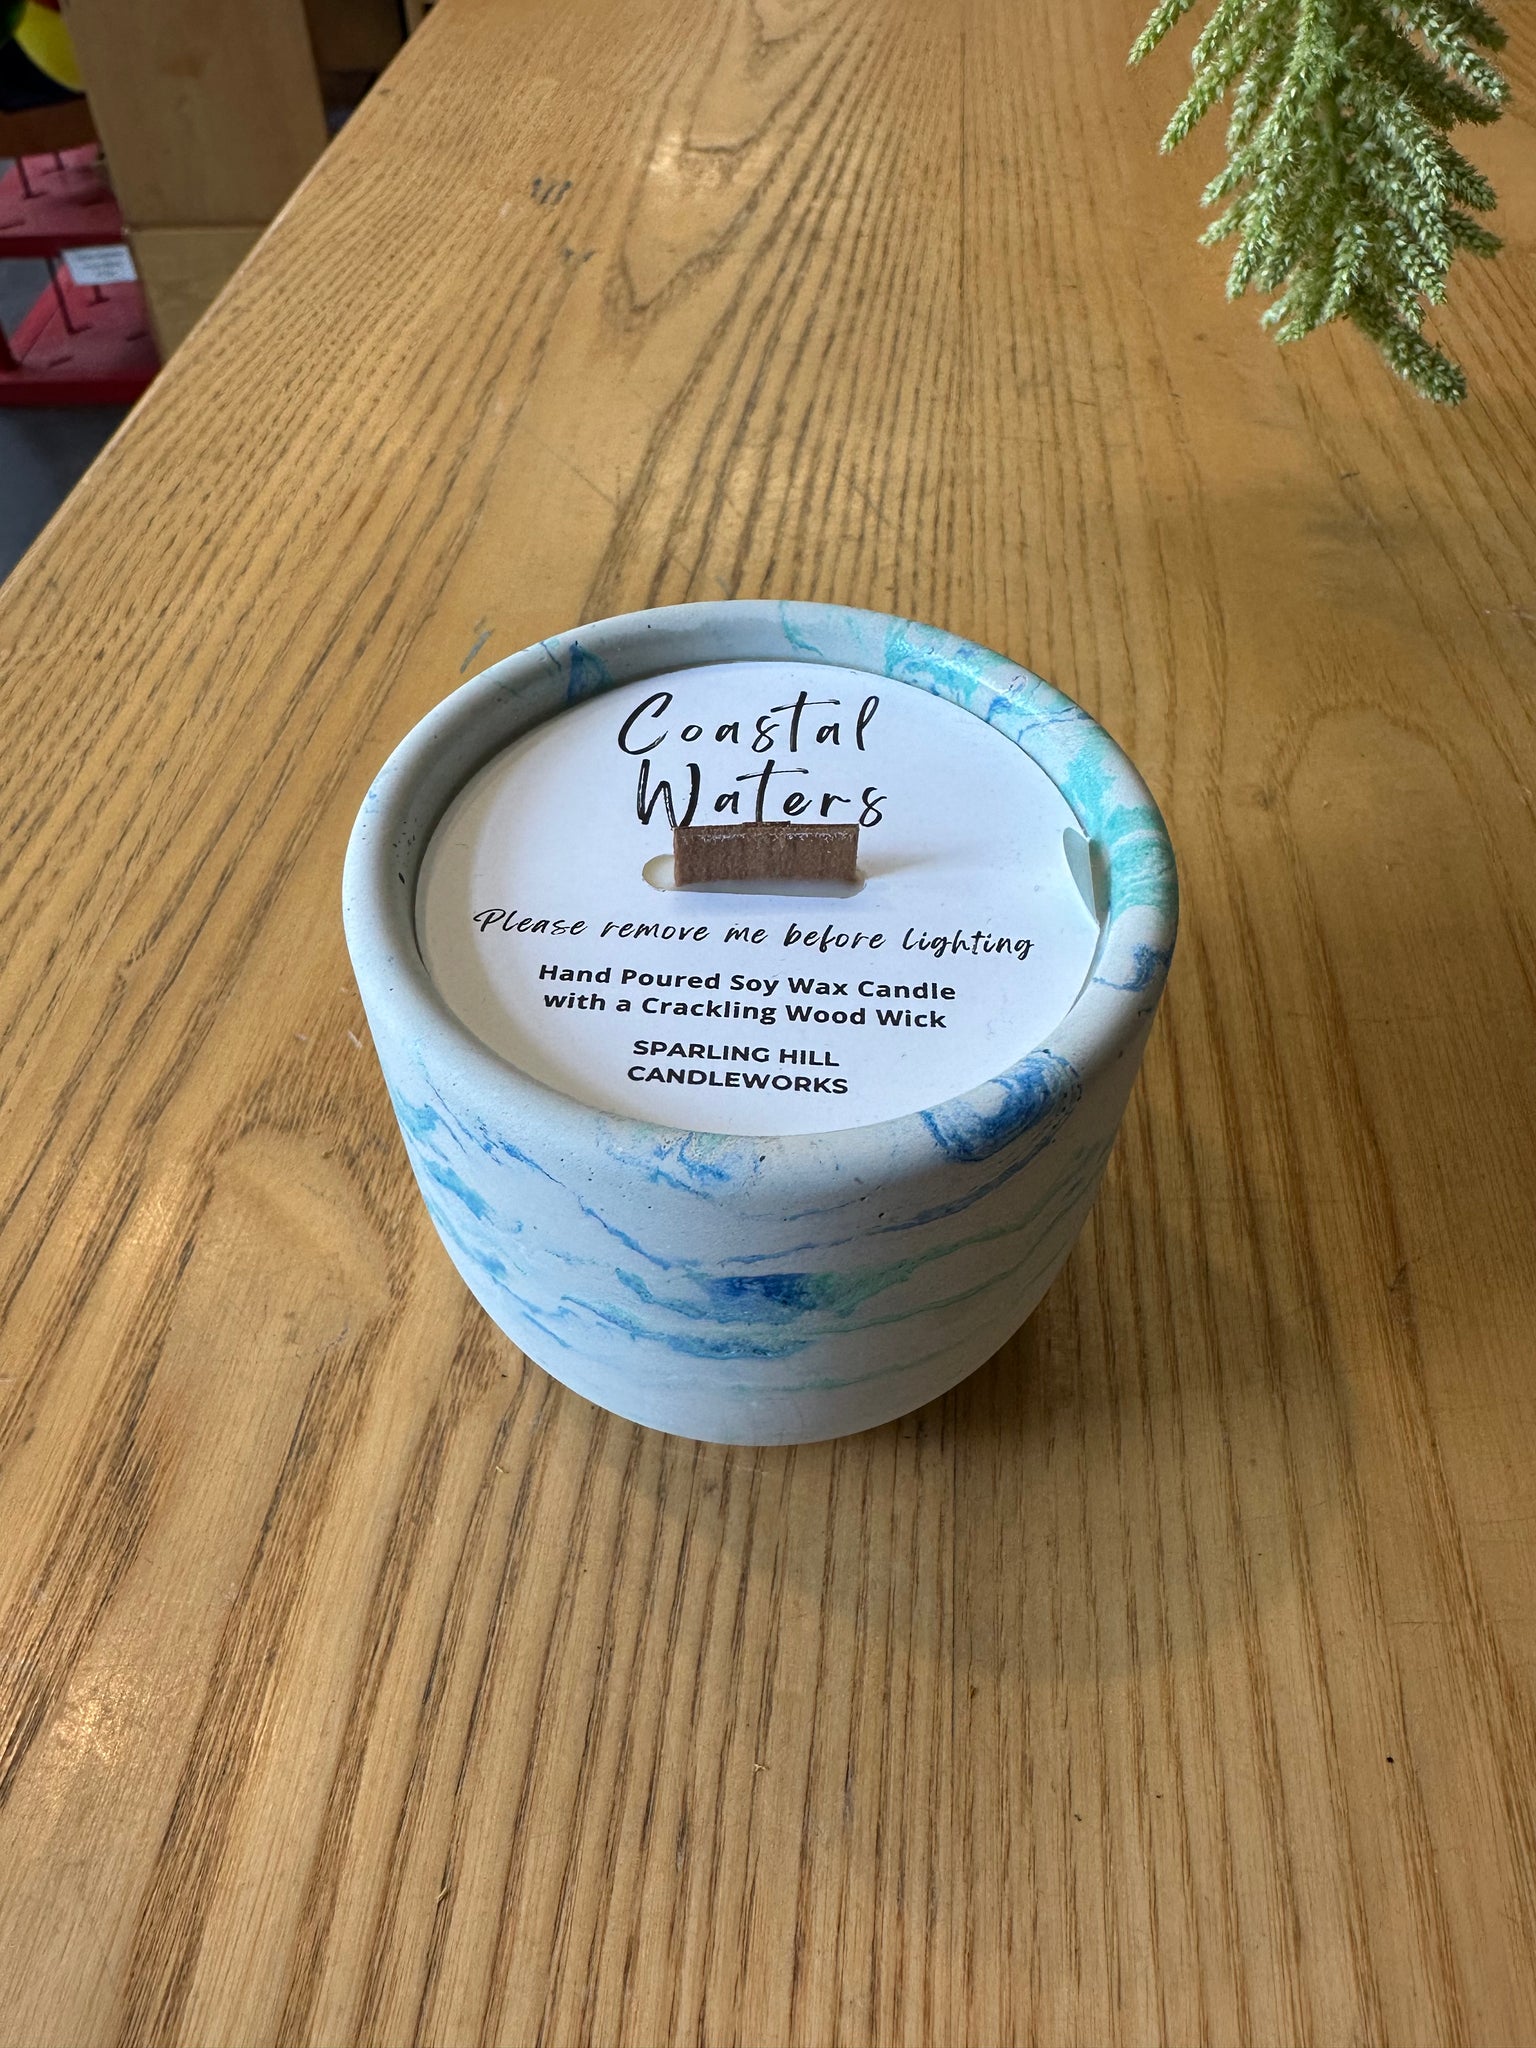 Coastal
Waters
Please remove me before lighting
Hand Poured Soy Wax Candle
with a Crackling Wood Wick
SPARLING HILL
CANDLEWORKS